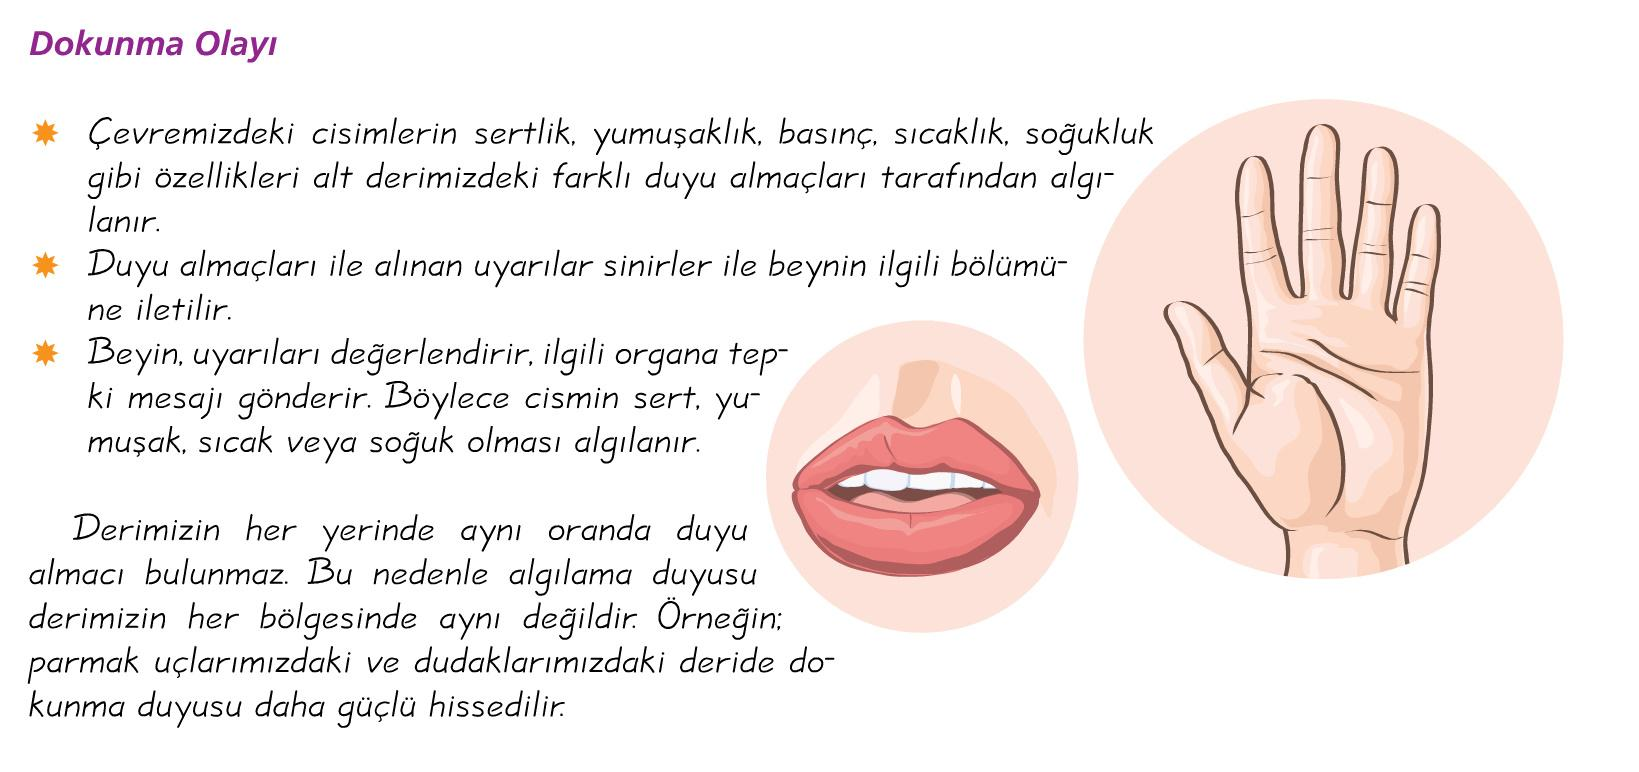 Dokunma Olayı
Çevremizdeki cisimlerin sertlik, yumuşaklık, basınç, sıcaklık, soğukluk
gibi özellikleri alt derimizdeki farklı duyu almaçları tarafından algı-
lanır.
Duyu almaçları ile alınan uyarılar sinirler ile beynin ilgili bölümü-
ne iletilir.
Beyin, uyarıları değerlendirir, ilgili organa tep-
ki mesajı gönderir. Böylece cismin sert, yu-
muşak, sıcak veya soğuk olması algılanır.
Derimizin her yerinde aynı oranda duyu
almacı bulunmaz. Bu nedenle algılama duyusu
derimizin her bölgesinde aynı değildir. Örneğin;
parmak uçlarımızdaki ve dudaklarımızdaki deride do-
kunma duyusu daha güçlü hissedilir.